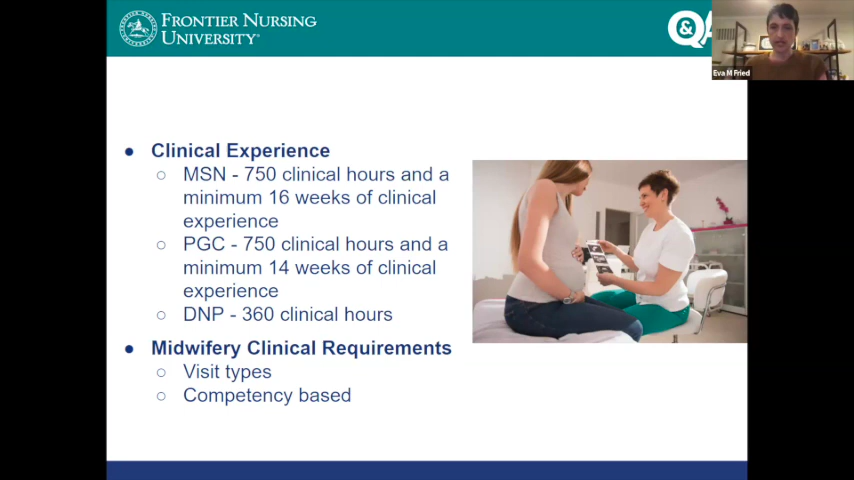 FRONTIER NURSING
UNIVERSITY
Q&A
Eva M Fried
● Clinical Experience
○ MSN - 750 clinical hours and a
minimum 16 weeks of clinical
experience
○ PGC - 750 clinical hours and a
minimum 14 weeks of clinical
experience
○ DNP - 360 clinical hours
● Midwifery Clinical Requirements
○ Visit types
○ Competency based